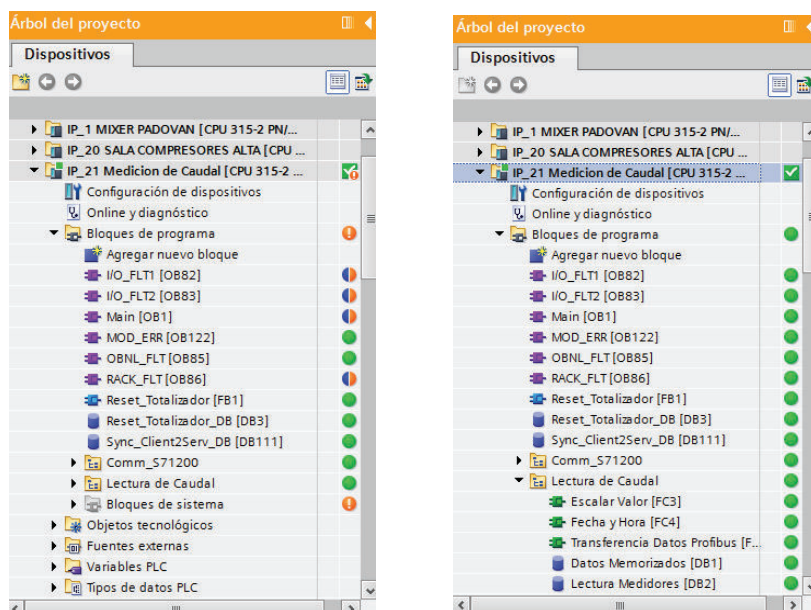 Árbol del proyecto
Dispositivos
IP_1 MIXER PADOVAN [CPU 315-2 PN/...
IP_20 SALA COMPRESORES ALTA [CPU ...
IP_21 Medicion de Caudal [CPU 315-2 ...
Configuración de dispositivos
Online y diagnóstico
Bloques de programa
Agregar nuevo bloque
I/O_FLT1 [OB82]
I/O_FLT2 [OB83]
Main [OB1]
MOD_ERR [OB122]
OBNL_FLT [OB85]
RACK_FLT [OB86]
Reset_Totalizador [FB1]
Reset_Totalizador_DB [DB3]
Sync_Client2Serv_DB [DB111]
Comm_S71200
Lectura de Caudal
Bloques de sistema
Objetos tecnológicos
Fuentes externas
Variables PLC
Tipos de datos PLC
Árbol del proyecto
Dispositivos
IP_1 MIXER PADOVAN [CPU 315-2 PN/...
IP_20 SALA COMPRESORES ALTA [CPU ...
IP_21 Medicion de Caudal [CPU 315-2 ...
Configuración de dispositivos
Online y diagnóstico
Bloques de programa
Agregar nuevo bloque
I/O_FLT1 [OB82]
I/O_FLT2 [OB83]
Main [OB1]
MOD_ERR [OB122]
OBNL_FLT [OB85]
RACK_FLT [OB86]
Reset_Totalizador [FB1]
Reset_Totalizador_DB [DB3]
Sync_Client2Serv_DB [DB111]
Comm_S71200
Lectura de Caudal
Escalar Valor [FC3]
Fecha y Hora [FC4]
Transferencia Datos Profibus [F...
Datos Memorizados [DB1]
Lectura Medidores [DB2]